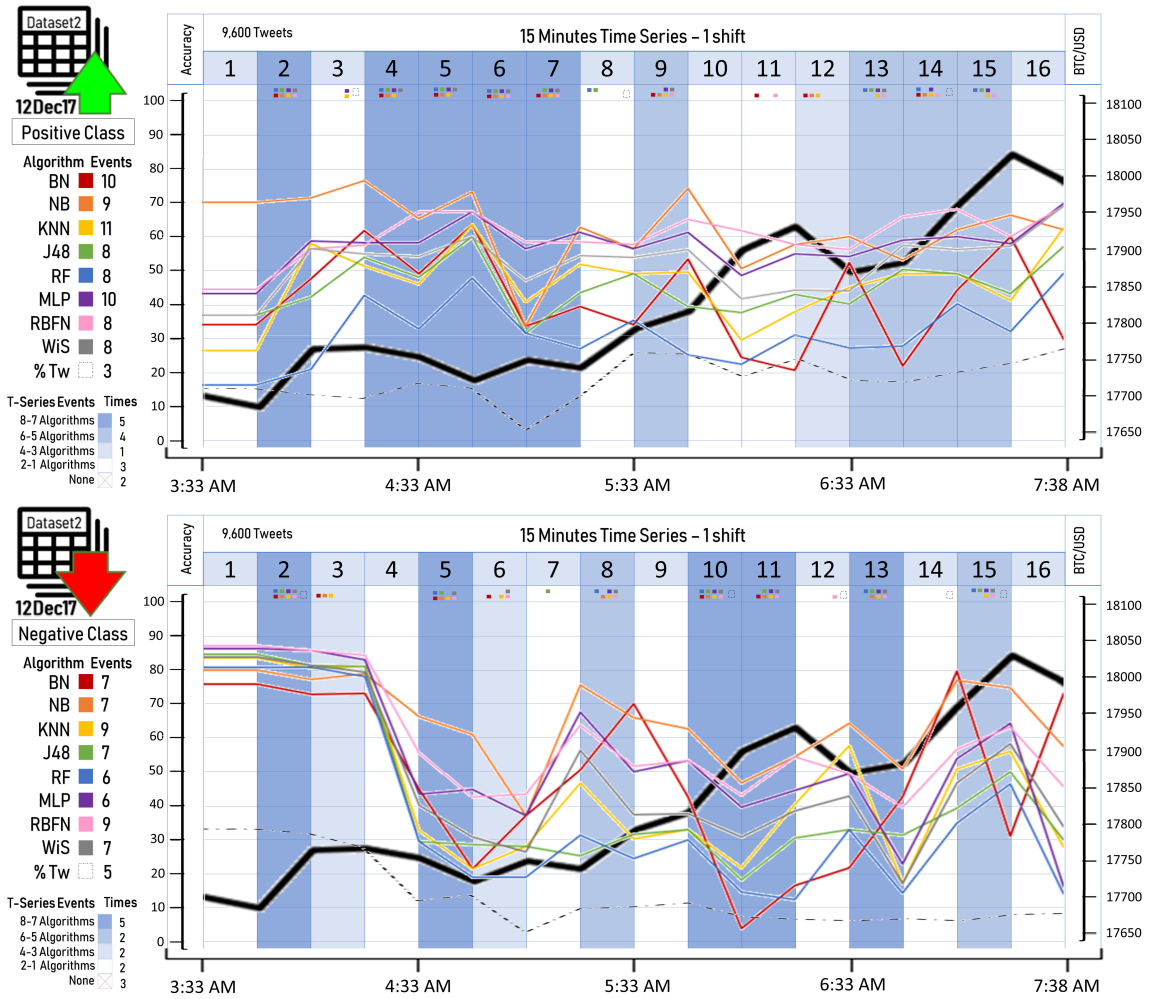 Dataset2
12Dec17
Positive Class
Algorithm Events
BN 10
NB 9
KNN 11
J48 8
RF 8
MLP 10
RBFN 8
WiS 8
% Tw 3
T-Series Events Times
8-7 Algorithms 5
6-5 Algorithms 4
4-3 Algorithms 1
2-1 Algorithms 3
None 2
Accuracy
9,600 Tweets
15 Minutes Time Series – 1 shift
BTC/USD
1 2 3 4 5 6 7 8 9 10 11 12 13 14 15 16
100
90
80
70
60
50
40
30
20
10
0
18100
18050
18000
17950
17900
17850
17800
17750
17700
17650
3:33 AM 4:33 AM 5:33 AM 6:33 AM 7:38 AM
Dataset2
12Dec17
Negative Class
Algorithm Events
BN 7
NB 7
KNN 9
J48 7
RF 6
MLP 6
RBFN 9
WiS 7
% Tw 5
T-Series Events Times
8-7 Algorithms 5
6-5 Algorithms 2
4-3 Algorithms 2
2-1 Algorithms 2
None 3
Accuracy
9,600 Tweets
15 Minutes Time Series – 1 shift
BTC/USD
1 2 3 4 5 6 7 8 9 10 11 12 13 14 15 16
100
90
80
70
60
50
40
30
20
10
0
18100
18050
18000
17950
17900
17850
17800
17750
17700
17650
3:33 AM 4:33 AM 5:33 AM 6:33 AM 7:38 AM